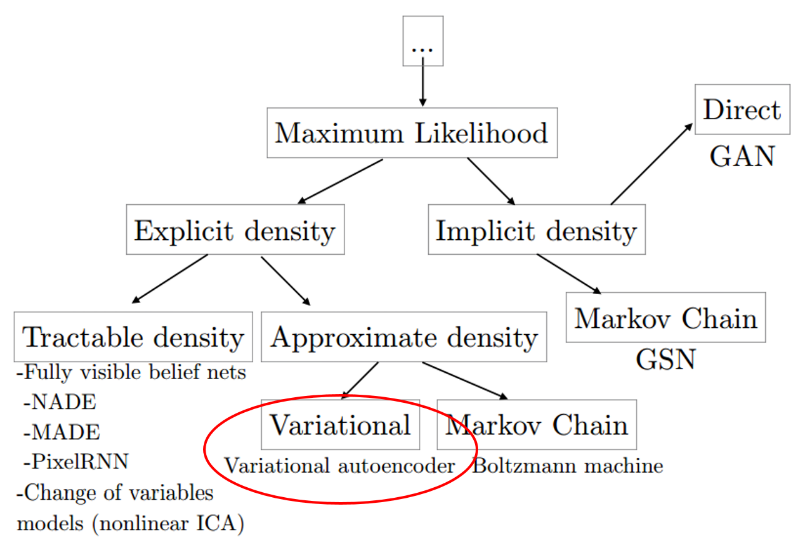 ...
Maximum Likelihood
Direct
GAN
Explicit density
Implicit density
Tractable density
-Fully visible belief nets
-NADE
-MADE
-PixelRNN
-Change of variables
models (nonlinear ICA)
Approximate density
Markov Chain
GSN
Variational
Variational autoencoder
Markov Chain
Boltzmann machine